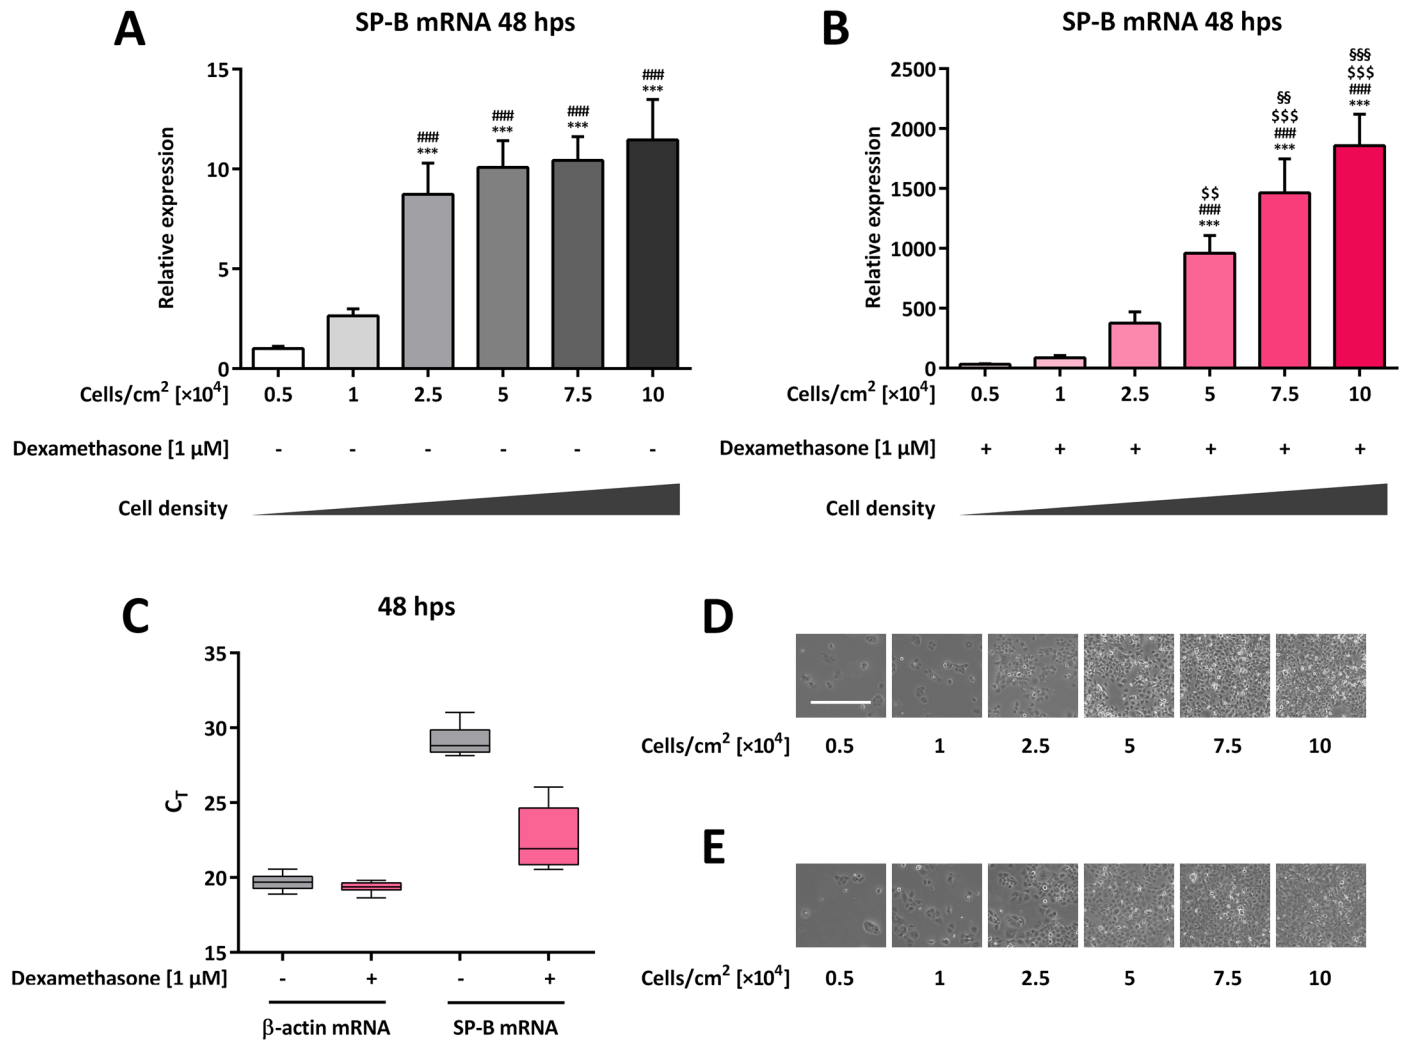 A
SP-B mRNA 48 hps
Relative expression
15
10
5
0
###
***
###
***
###
***
###
***
Cells/cm² [×10⁴] 0.5 1 2.5 5 7.5 10
Dexamethasone [1 µM] - - - - - -
Cell density
B
SP-B mRNA 48 hps
Relative expression
2500
2000
1500
1000
500
0
$$
###
***
§§
$$$
###
***
§§§
$$$
###
***
Cells/cm² [×10⁴] 0.5 1 2.5 5 7.5 10
Dexamethasone [1 µM] + + + + + +
Cell density
C
48 hps
C_T
35
30
25
20
15
Dexamethasone [1 µM] - + - +
β-actin mRNA SP-B mRNA
D
Cells/cm² [×10⁴] 0.5 1 2.5 5 7.5 10
E
Cells/cm² [×10⁴] 0.5 1 2.5 5 7.5 10